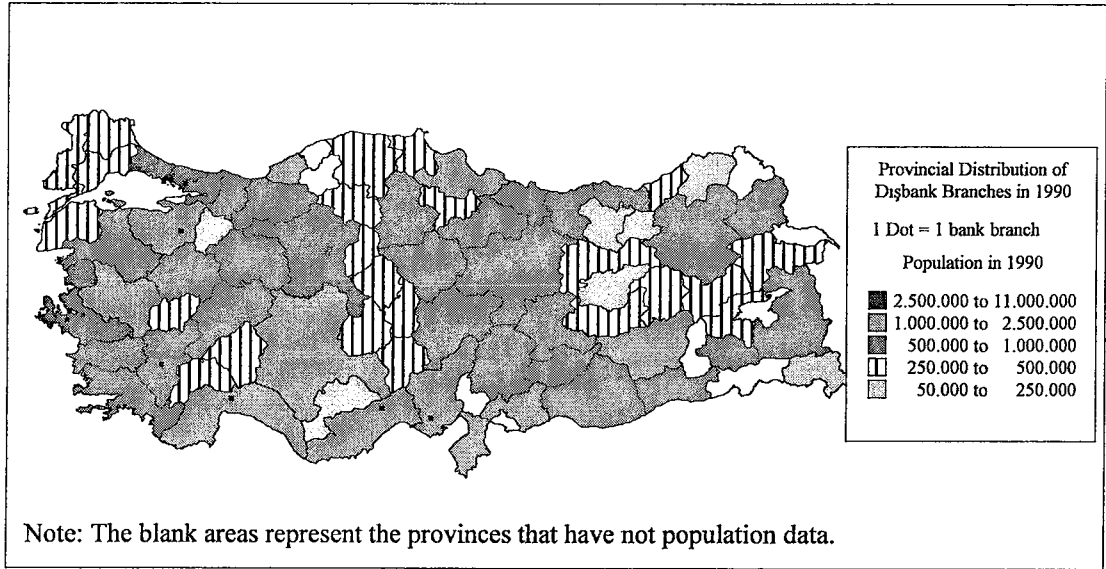 Provincial Distribution of
Dışbank Branches in 1990
1 Dot = 1 bank branch
Population in 1990
2.500.000 to 11.000.000
1.000.000 to 2.500.000
500.000 to 1.000.000
250.000 to 500.000
50.000 to 250.000
Note: The blank areas represent the provinces that have not population data.